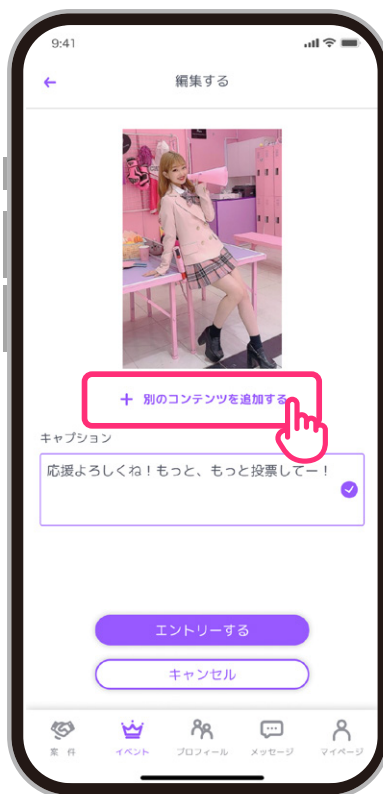 9:41
編集する
+ 別のコンテンツを追加する
キャプション
応援よろしくね！もっと、もっと投票してー！
エントリーする
キャンセル
案件 イベント プロフィール メッセージ マイページ